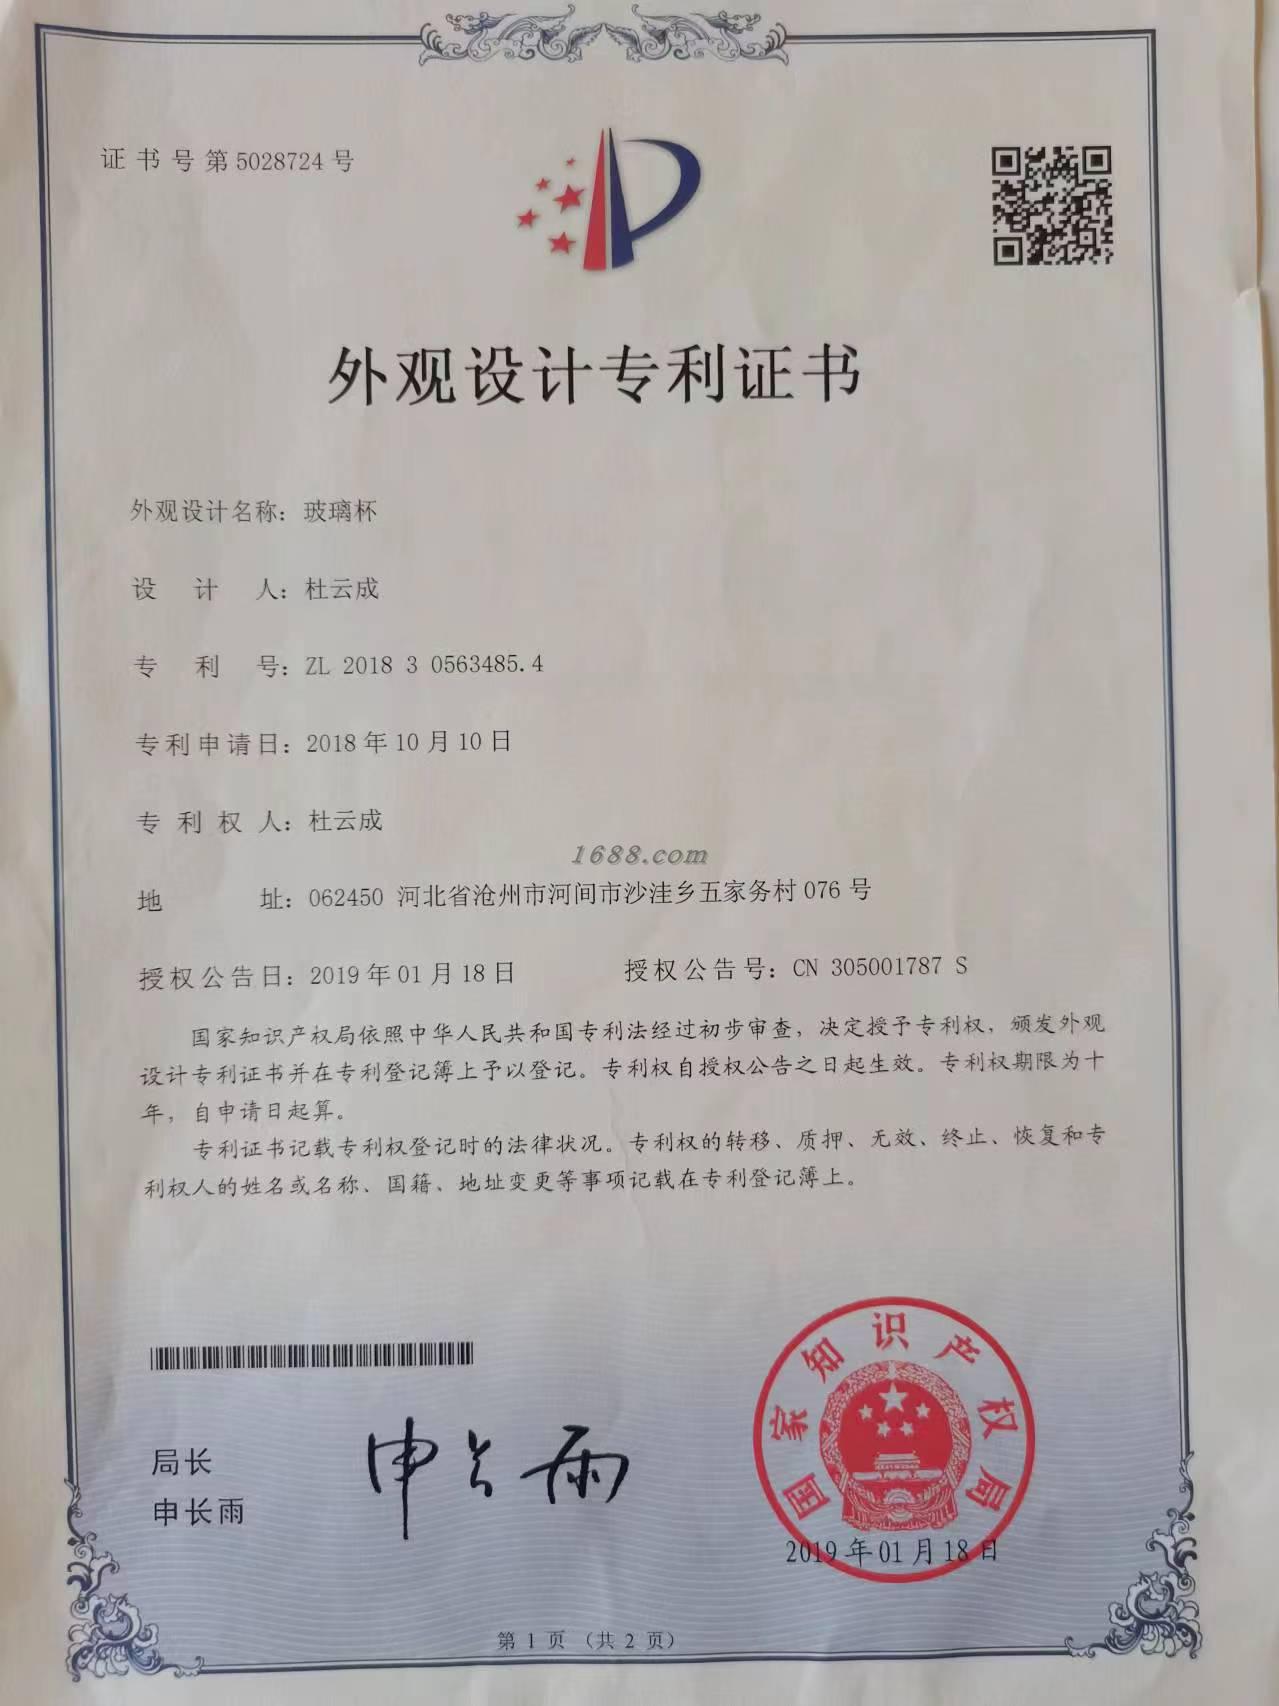 证书号第5028724号
外观设计专利证书
外观设计名称：玻璃杯
设计人：杜云成
专利号：ZL 2018 3 0563485.4
专利申请日：2018年10月10日
专利权人：杜云成
1688.com
地址：062450 河北省沧州市河间市沙洼乡五家务村076号
授权公告日：2019年01月18日 授权公告号：CN 305001787 S
国家知识产权局依照中华人民共和国专利法经过初步审查，决定授予专利权，颁发外观
设计专利证书并在专利登记簿上予以登记。专利权自授权公告之日起生效。专利权期限为十
年，自申请日起算。
专利证书记载专利权登记时的法律状况。专利权的转移、质押、无效、终止、恢复和专
利权人的姓名或名称、国籍、地址变更等事项记载在专利登记簿上。
局长
申长雨
申长雨
国家知识产权局
2019年01月18日
第1页（共2页）